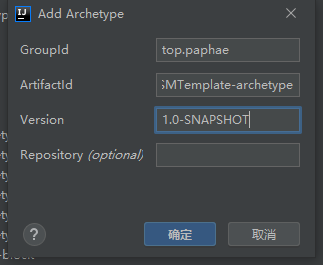 Add Archetype
GroupId
top.paphae
ArtifactId
SMTemplate-archetype
Version
1.0-SNAPSHOT
Repository (optional)
?
确定
取消